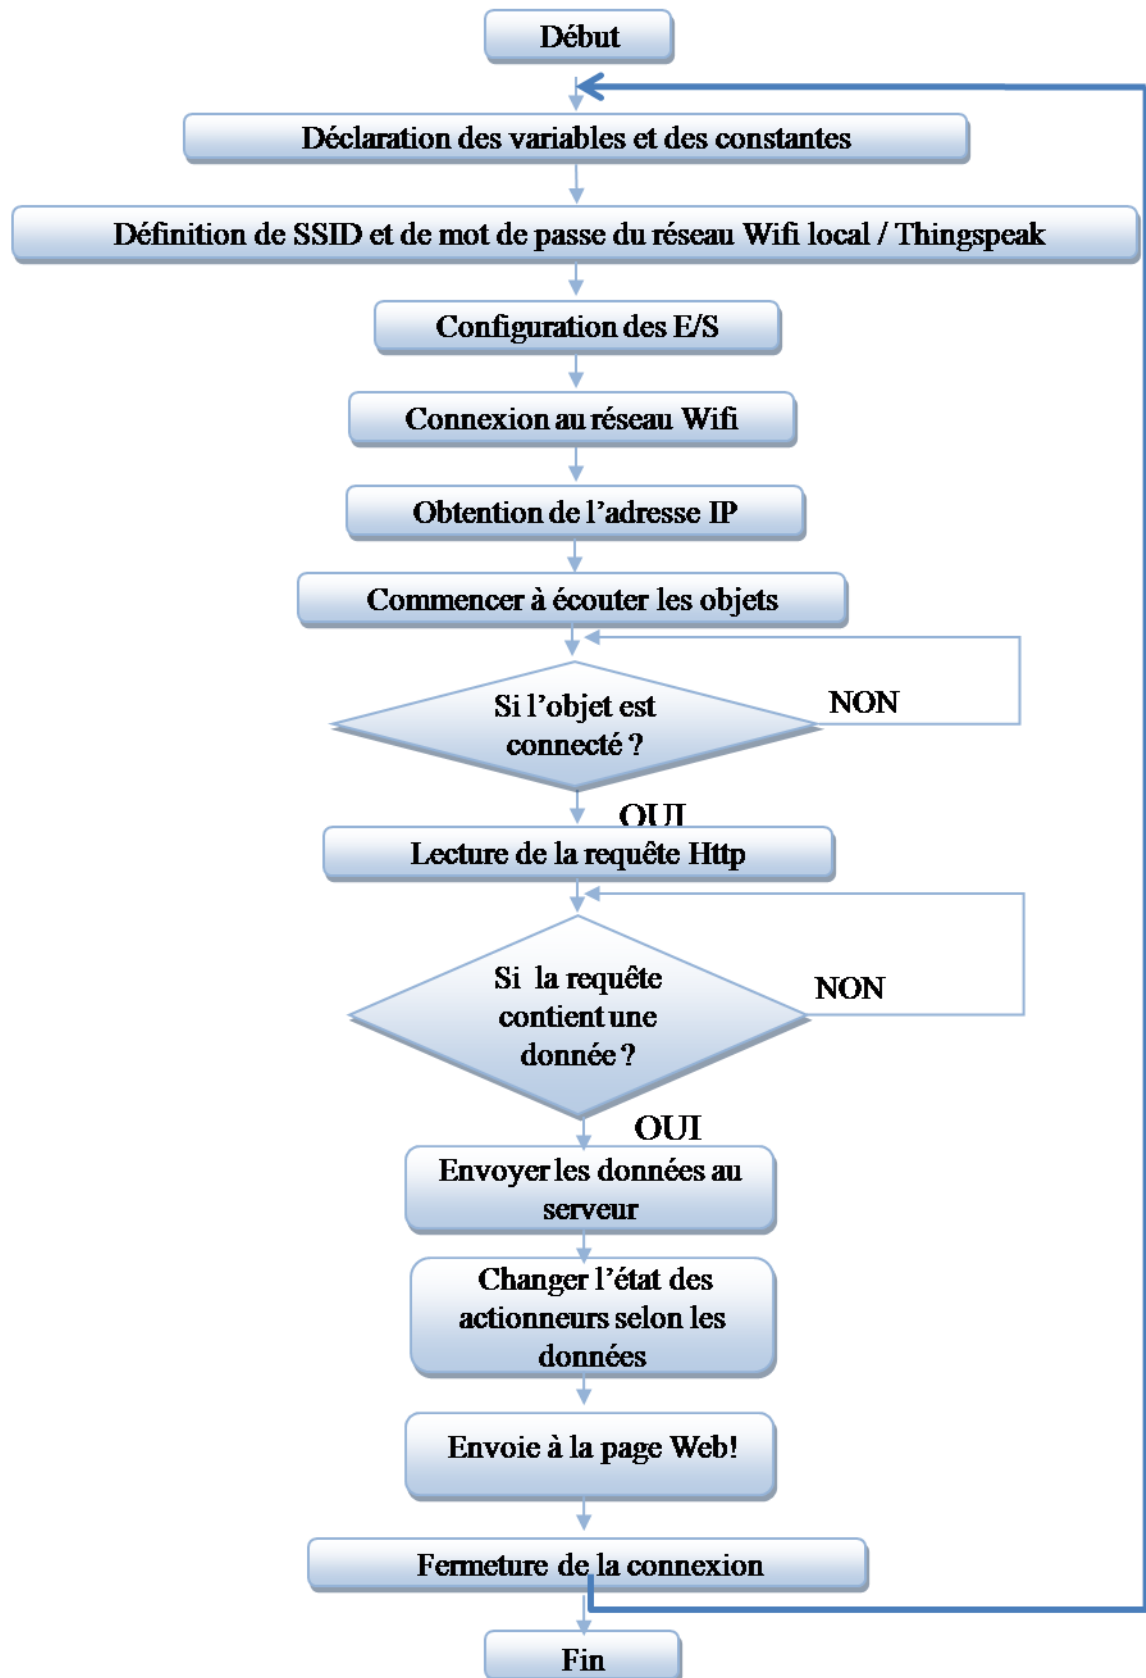 Début
Déclaration des variables et des constantes
Définition de SSID et de mot de passe du réseau Wifi local / Thingspeak
Configuration des E/S
Connexion au réseau Wifi
Obtention de l’adresse IP
Commencer à écouter les objets
Si l’objet est
connecté ?
NON
OUI
Lecture de la requête Http
Si la requête
contient une
donnée ?
NON
OUI
Envoyer les données au
serveur
Changer l’état des
actionneurs selon les
données
Envoie à la page Web!
Fermeture de la connexion
Fin